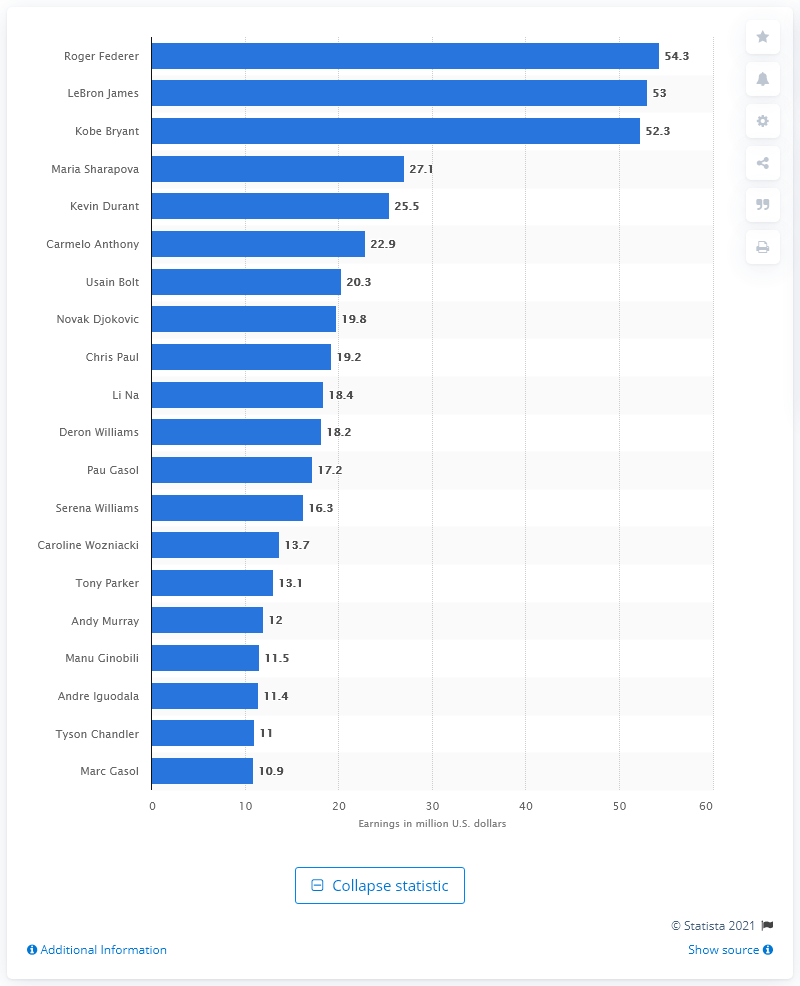 Roger Federer 54.3
LeBron James 53
Kobe Bryant 52.3
Maria Sharapova 27.1
Kevin Durant 25.5
Carmelo Anthony 22.9
Usain Bolt 20.3
Novak Djokovic 19.8
Chris Paul 19.2
Li Na 18.4
Deron Williams 18.2
Pau Gasol 17.2
Serena Williams 16.3
Caroline Wozniacki 13.7
Tony Parker 13.1
Andy Murray 12
Manu Ginobili 11.5
Andre Iguodala 11.4
Tyson Chandler 11
Marc Gasol 10.9
0 10 20 30 40 50 60
Earnings in million U.S. dollars
Collapse statistic
© Statista 2021
Additional Information Show source